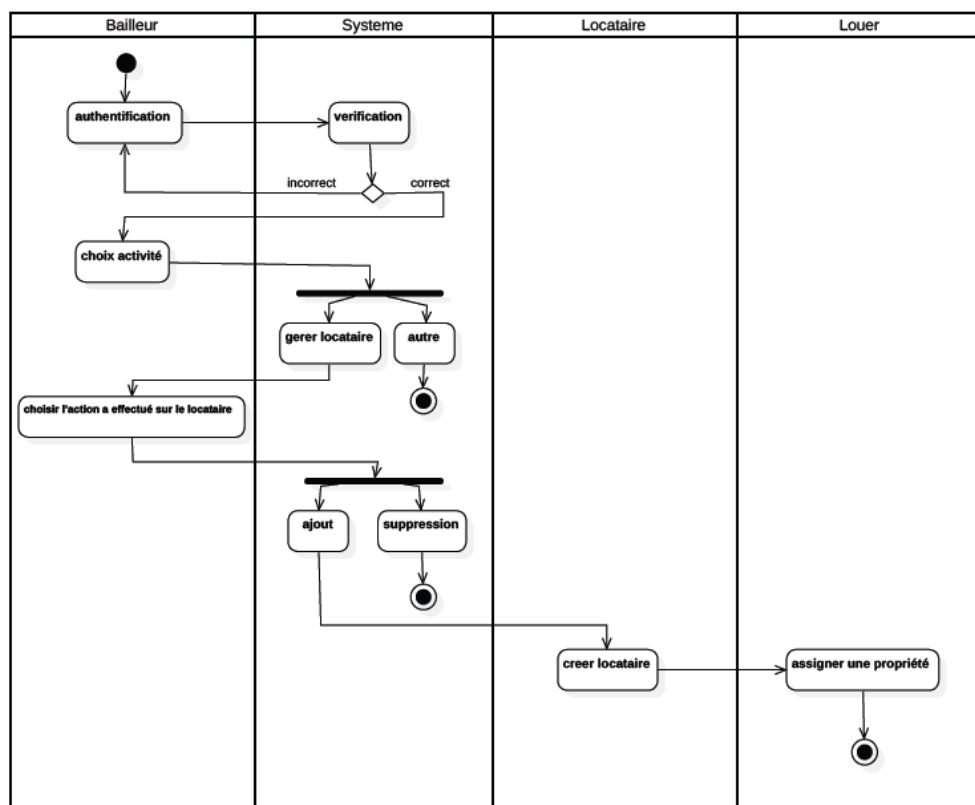 Bailleur
Systeme
Locataire
Louer
authentification
verification
incorrect
correct
choix activité
gerer locataire
autre
choisir l'action a effectué sur le locataire
ajout
suppression
creer locataire
assigner une propriété